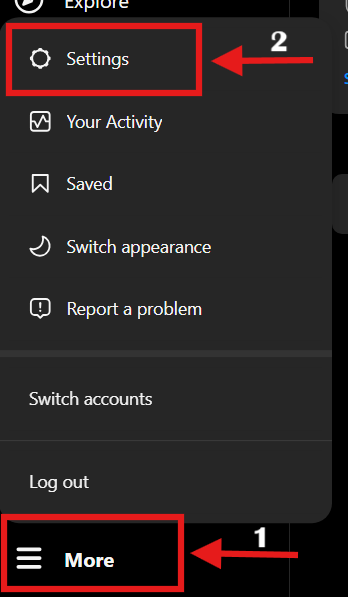 Explore
Settings
2
Your Activity
Saved
Switch appearance
Report a problem
Switch accounts
Log out
More
1